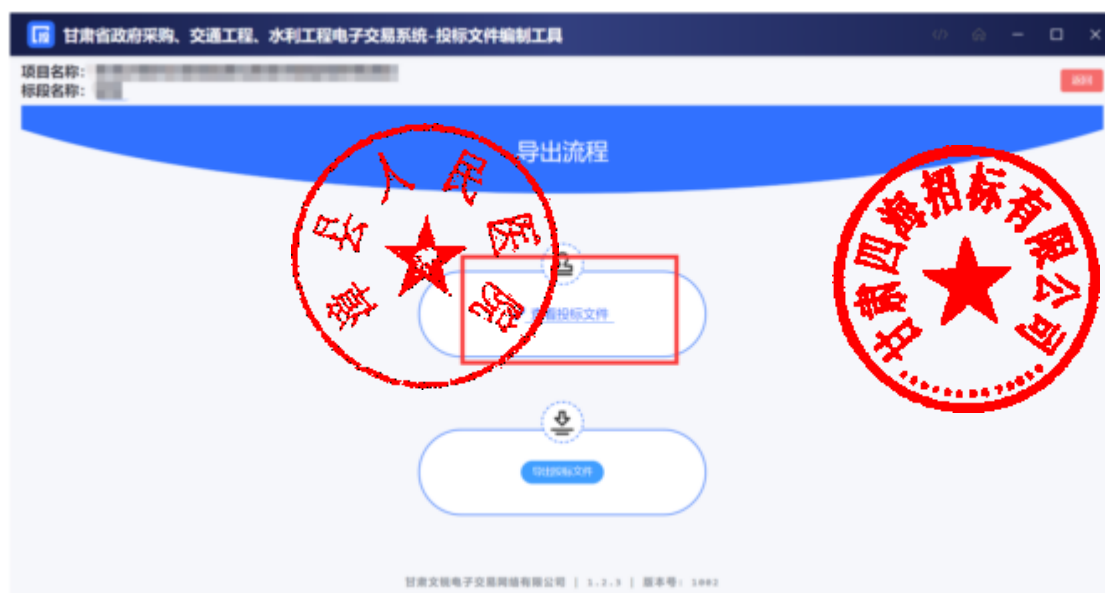 甘肃省政府采购、交通工程、水利工程电子交易系统-投标文件编制工具
项目名称:
标段名称:
返回
导出流程
县人民医院
甘肃四海招标有限公司
查看投标文件
导出投标文件
甘肃文锐电子交易网络有限公司 | 1.2.3 | 版本号: 1002